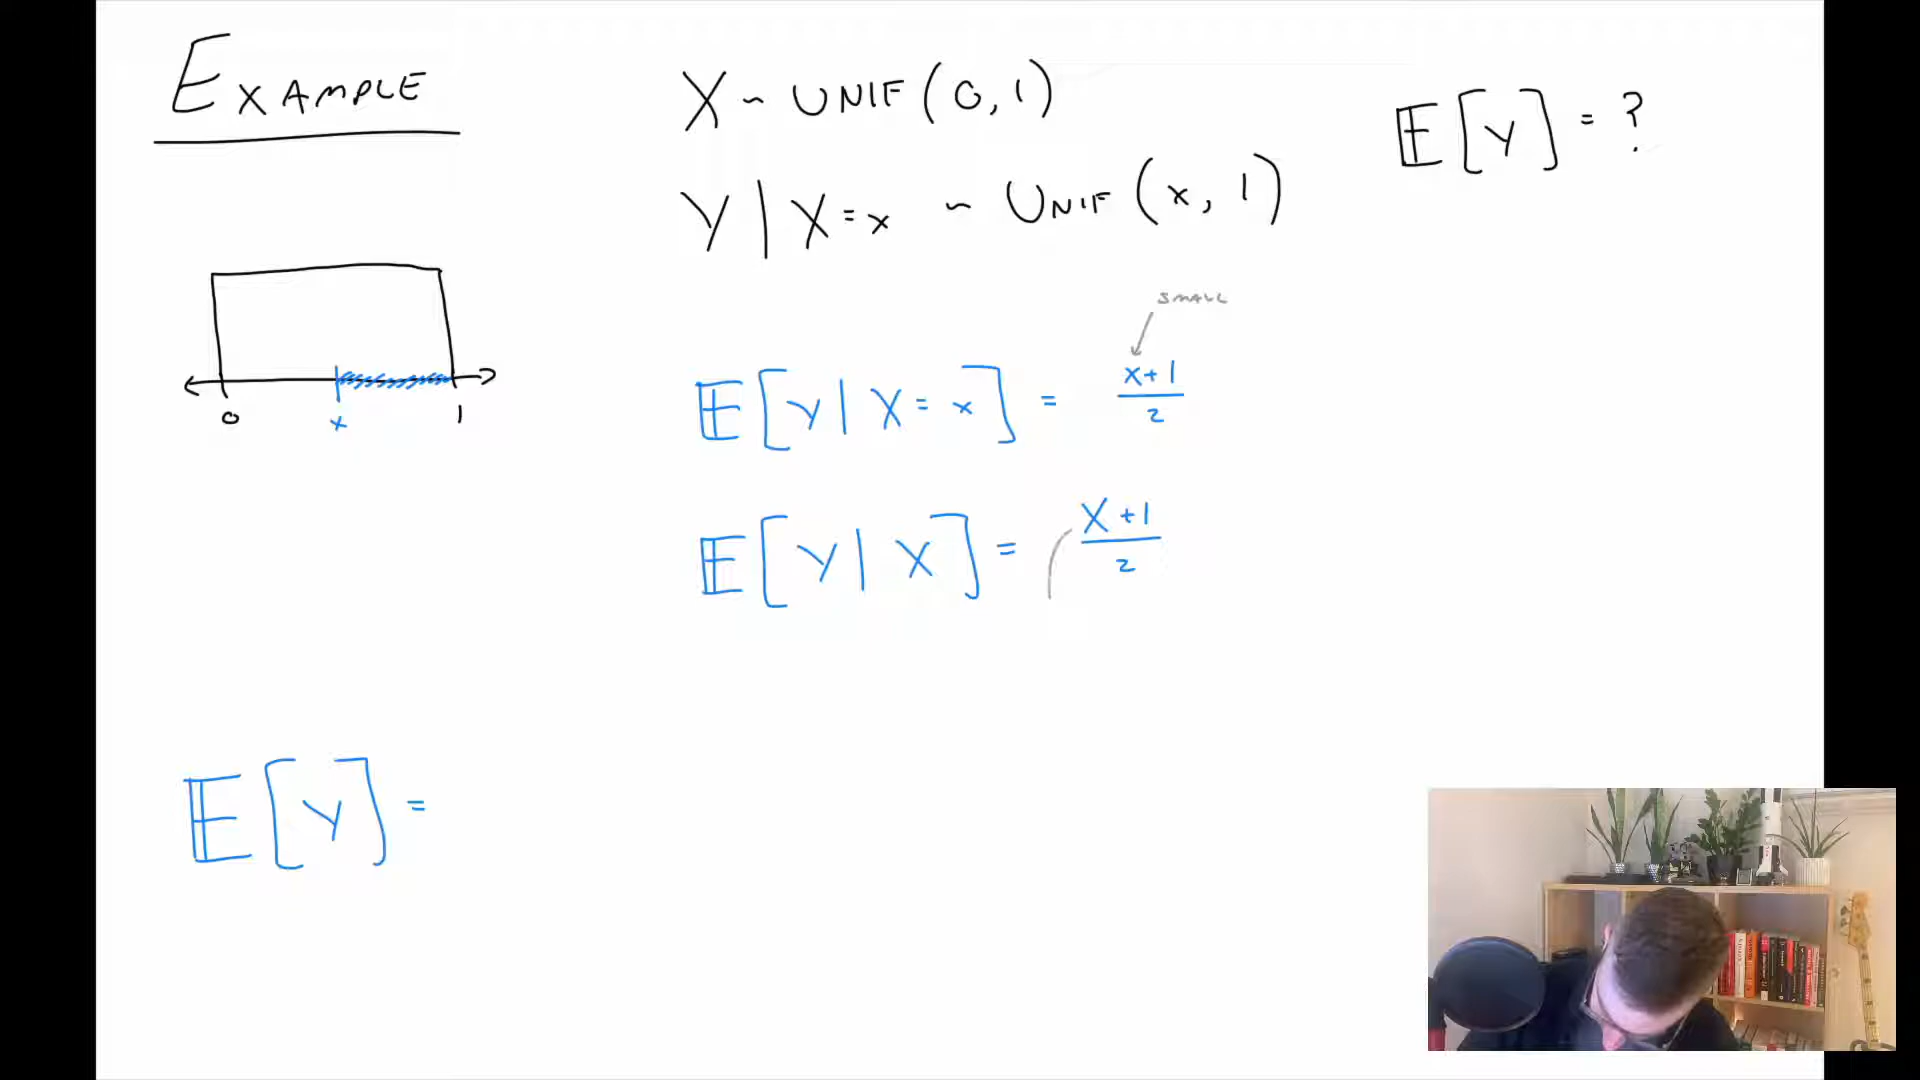 EXAMPLE
X ~ UNIF(0,1)
E[Y] = ?
Y | X=x ~ UNIF(x, 1)
SMALL
E[Y | X = x] = x+1 / 2
0 x 1
E[Y | X] = X+1 / 2
E[Y] =